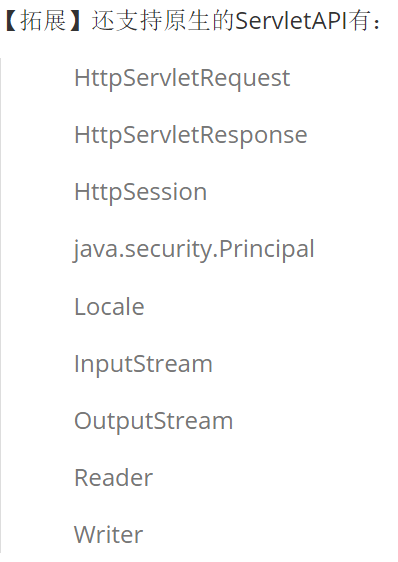 【拓展】还支持原生的ServletAPI有：
HttpServletRequest
HttpServletResponse
HttpSession
java.security.Principal
Locale
InputStream
OutputStream
Reader
Writer